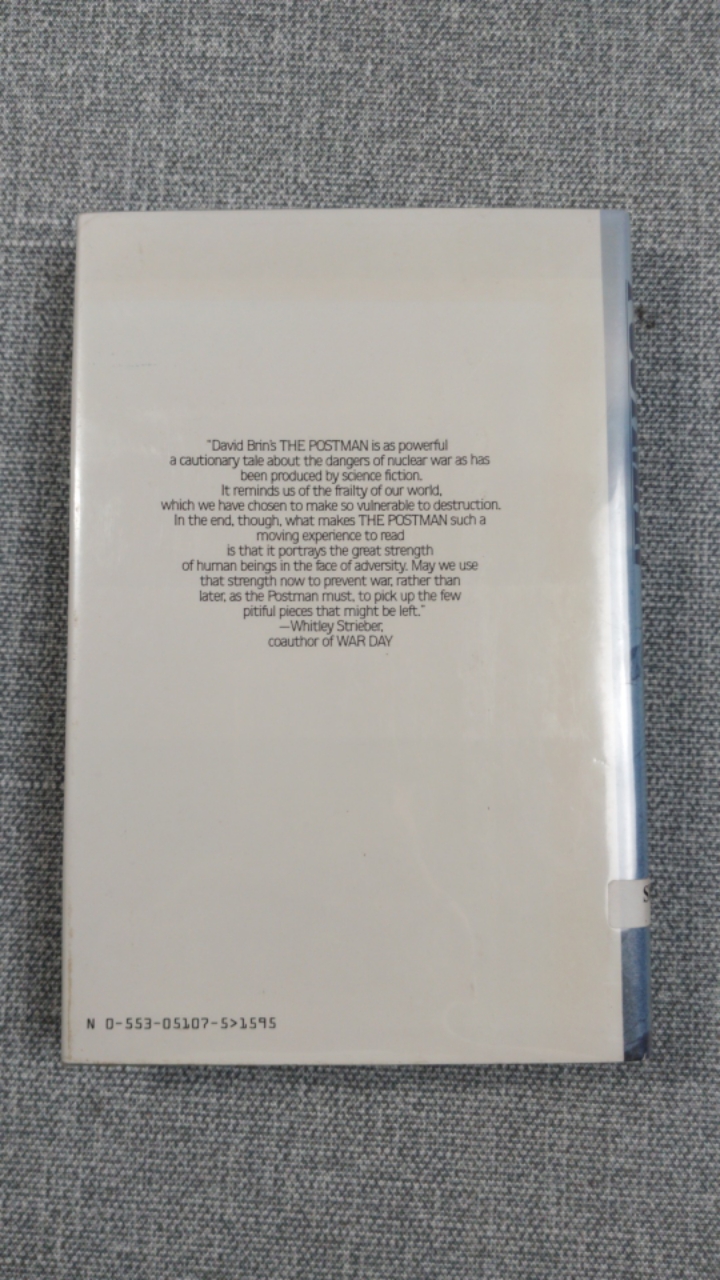 "David Brin's THE POSTMAN is as powerful
a cautionary tale about the dangers of nuclear war as has
been produced by science fiction.
It reminds us of the frailty of our world,
which we have chosen to make so vulnerable to destruction.
In the end, though, what makes THE POSTMAN such a
moving experience to read
is that it portrays the great strength
of human beings in the face of adversity. May we use
that strength now to prevent war, rather than
later, as the Postman must, to pick up the few
pitiful pieces that might be left."
—Whitley Strieber,
coauthor of WAR DAY
N 0-553-05107-5>1595